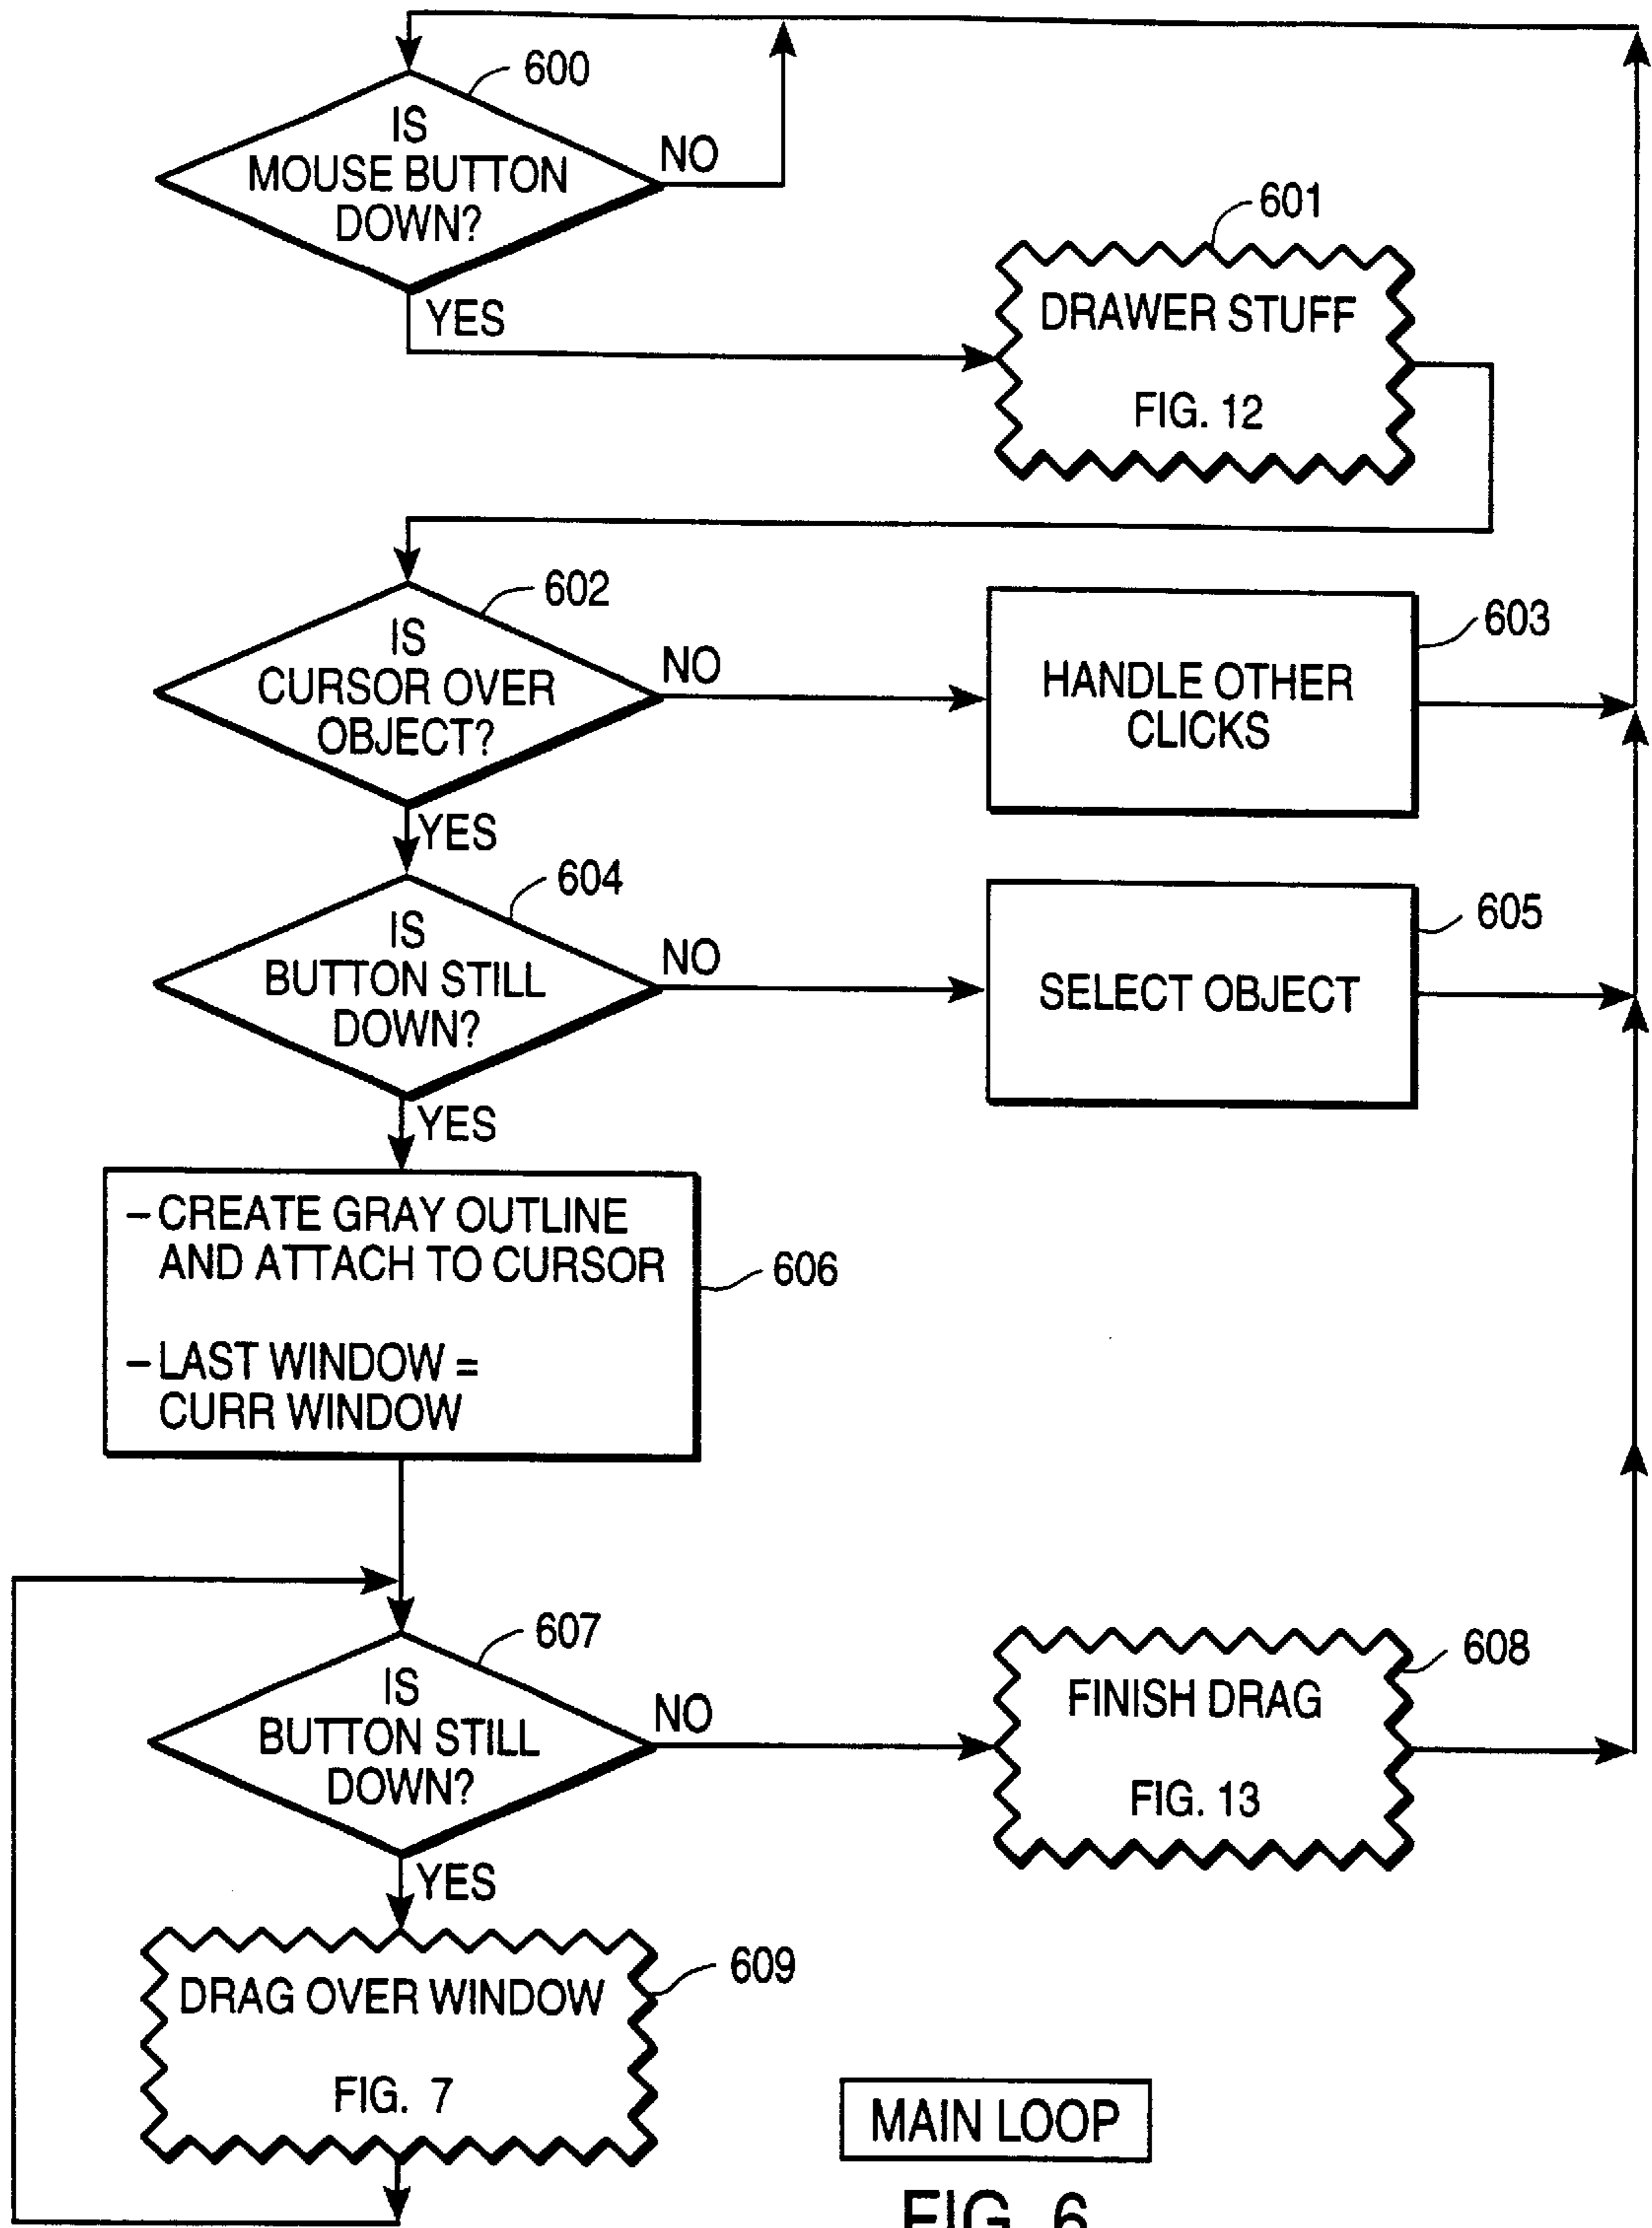 600
IS
MOUSE BUTTON
DOWN?
NO
YES
601
DRAWER STUFF
FIG. 12
602
IS
CURSOR OVER
OBJECT?
NO
YES
603
HANDLE OTHER
CLICKS
604
IS
BUTTON STILL
DOWN?
NO
YES
605
SELECT OBJECT
– CREATE GRAY OUTLINE
AND ATTACH TO CURSOR
– LAST WINDOW =
CURR WINDOW
606
607
IS
BUTTON STILL
DOWN?
NO
YES
608
FINISH DRAG
FIG. 13
609
DRAG OVER WINDOW
FIG. 7
MAIN LOOP
FIG. 6